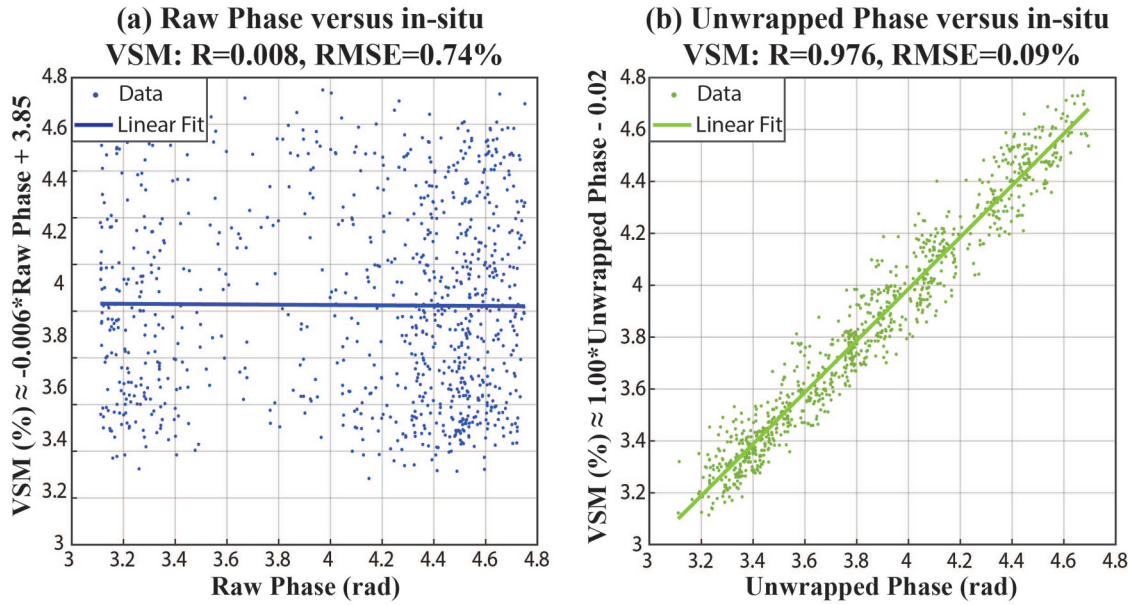 (a) Raw Phase versus in-situ
VSM: R=0.008, RMSE=0.74%
VSM (%) ≈ -0.006*Raw Phase + 3.85
4.8
4.6
4.4
4.2
4
3.8
3.6
3.4
3.2
3
Data
Linear Fit
3 3.2 3.4 3.6 3.8 4 4.2 4.4 4.6 4.8
Raw Phase (rad)
(b) Unwrapped Phase versus in-situ
VSM: R=0.976, RMSE=0.09%
VSM (%) ≈ 1.00*Unwrapped Phase - 0.02
4.8
4.6
4.4
4.2
4
3.8
3.6
3.4
3.2
3
Data
Linear Fit
3 3.2 3.4 3.6 3.8 4 4.2 4.4 4.6 4.8
Unwrapped Phase (rad)